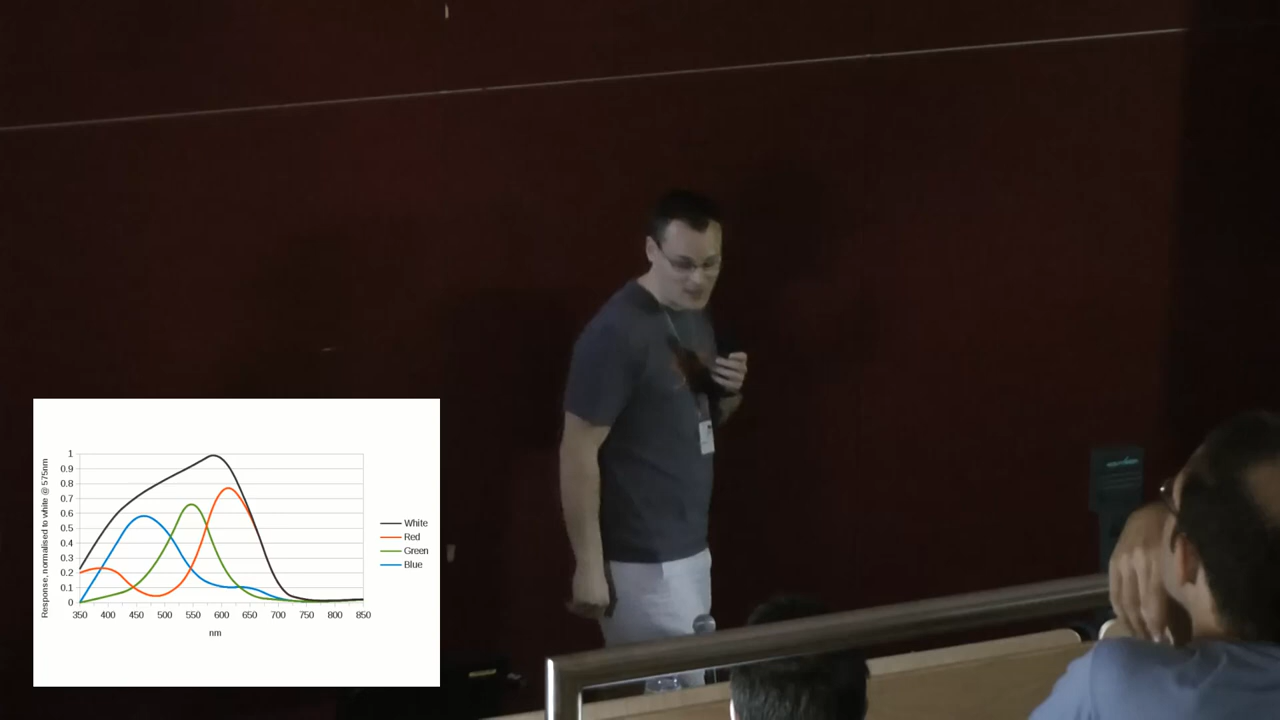 Response, normalised to white @ 575nm
1
0.9
0.8
0.7
0.6
0.5
0.4
0.3
0.2
0.1
0
350 400 450 500 550 600 650 700 750 800 850
nm
White
Red
Green
Blue